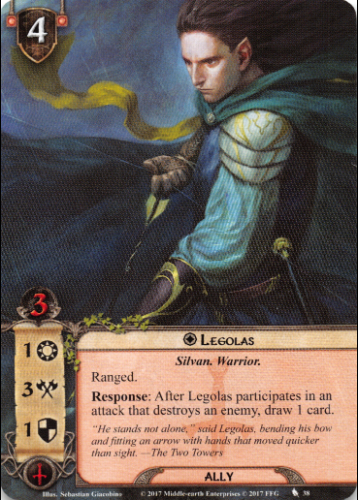 4
3
1
3
1
Legolas
Silvan. Warrior.
Ranged.
Response: After Legolas participates in an
attack that destroys an enemy, draw 1 card.
"He stands not alone," said Legolas, bending his bow
and fitting an arrow with hands that moved quicker
than sight. —The Two Towers
ALLY
Illus. Sebastian Giacobino © 2017 Middle-earth Enterprises © 2017 FFG 38